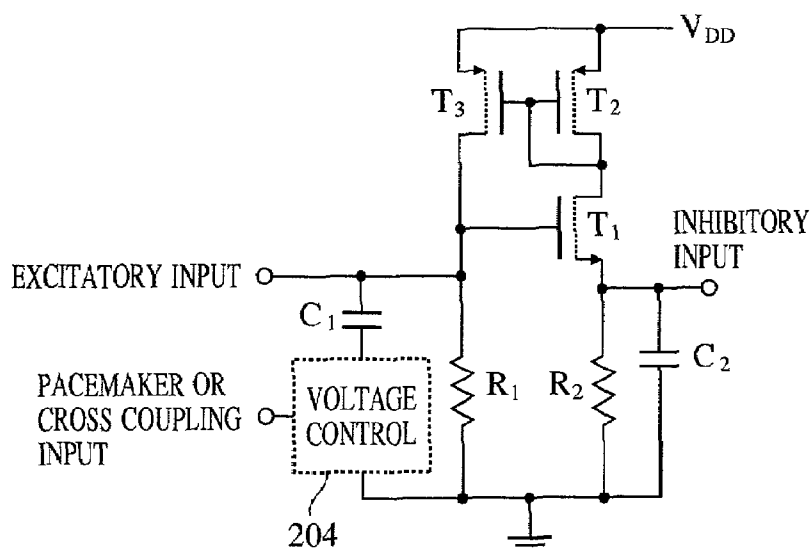 V_DD
T_3
T_2
T_1
INHIBITORY
INPUT
EXCITATORY INPUT
C_1
PACEMAKER OR
CROSS COUPLING
INPUT
VOLTAGE
CONTROL
R_1
R_2
C_2
204